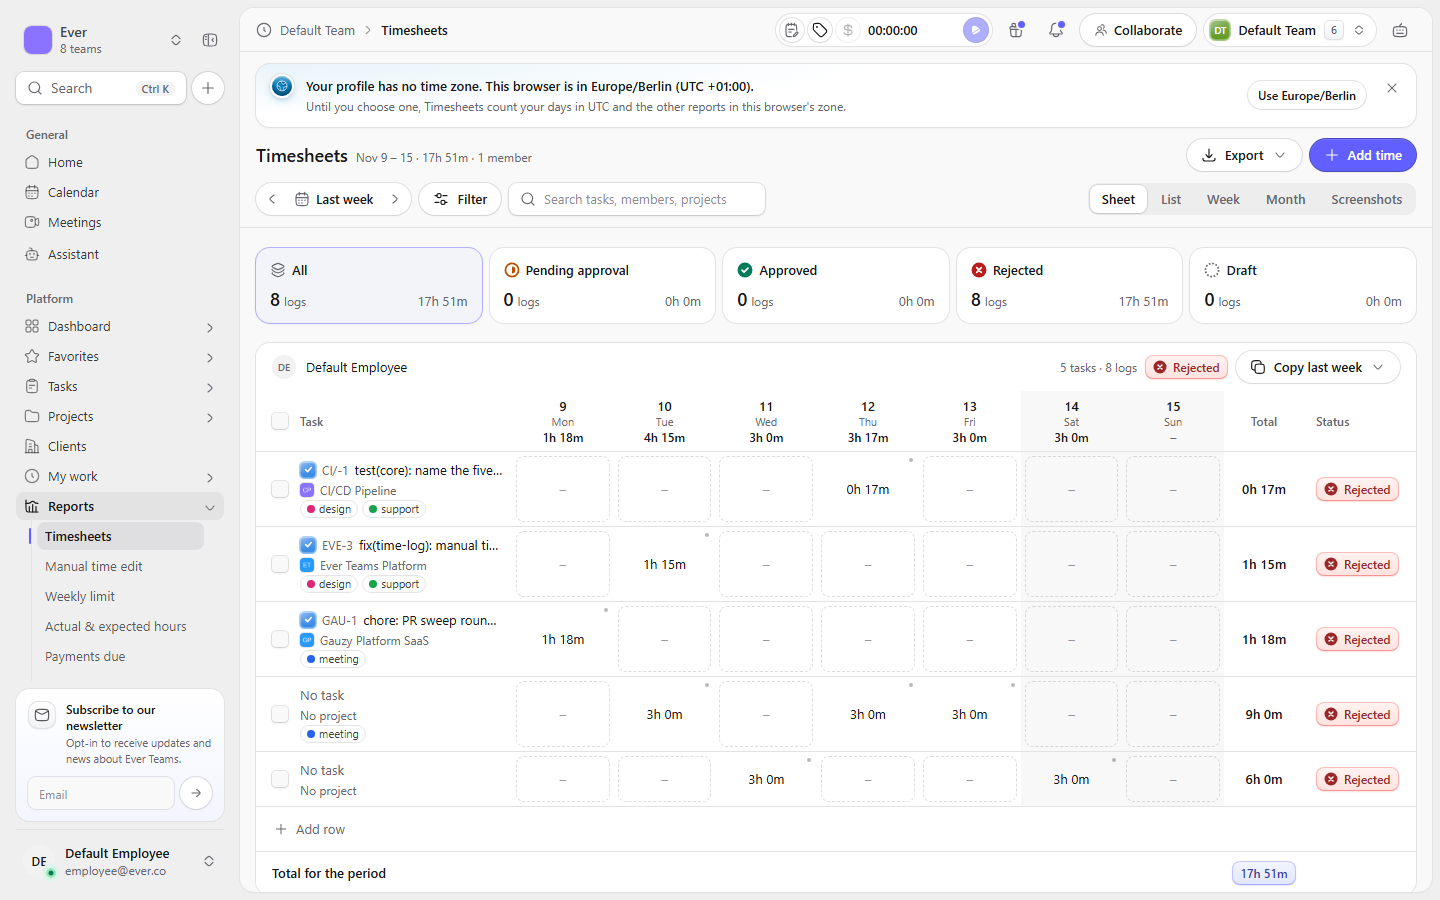 Ever
8 teams
Search
Ctrl K
General
Home
Calendar
Meetings
Assistant
Platform
Dashboard
Favorites
Tasks
Projects
Clients
My work
Reports
Timesheets
Manual time edit
Weekly limit
Actual & expected hours
Payments due
Subscribe to our
newsletter
Opt-in to receive updates and
news about Ever Teams.
Email
DE
Default Employee
employee@ever.co
Default Team
Timesheets
00:00:00
Collaborate
DT
Default Team
6
Your profile has no time zone. This browser is in Europe/Berlin (UTC +01:00).
Until you choose one, Timesheets count your days in UTC and the other reports in this browser's zone.
Use Europe/Berlin
Timesheets
Nov 9 – 15 · 17h 51m · 1 member
Export
Add time
Last week
Filter
Search tasks, members, projects
Sheet
List
Week
Month
Screenshots
All
8 logs
17h 51m
Pending approval
0 logs
0h 0m
Approved
0 logs
0h 0m
Rejected
8 logs
17h 51m
Draft
0 logs
0h 0m
DE
Default Employee
5 tasks · 8 logs
Rejected
Copy last week
Task
9
Mon
1h 18m
10
Tue
4h 15m
11
Wed
3h 0m
12
Thu
3h 17m
13
Fri
3h 0m
14
Sat
3h 0m
15
Sun
–
Total
Status
CI/-1 test(core): name the five...
CI/CD Pipeline
design
support
– – – 0h 17m – – –
0h 17m
Rejected
EVE-3 fix(time-log): manual ti...
Ever Teams Platform
design
support
– 1h 15m – – – – –
1h 15m
Rejected
GAU-1 chore: PR sweep roun...
Gauzy Platform SaaS
meeting
1h 18m – – – – – –
1h 18m
Rejected
No task
No project
meeting
– 3h 0m – 3h 0m 3h 0m – –
9h 0m
Rejected
No task
No project
– – 3h 0m – – 3h 0m –
6h 0m
Rejected
Add row
Total for the period
17h 51m